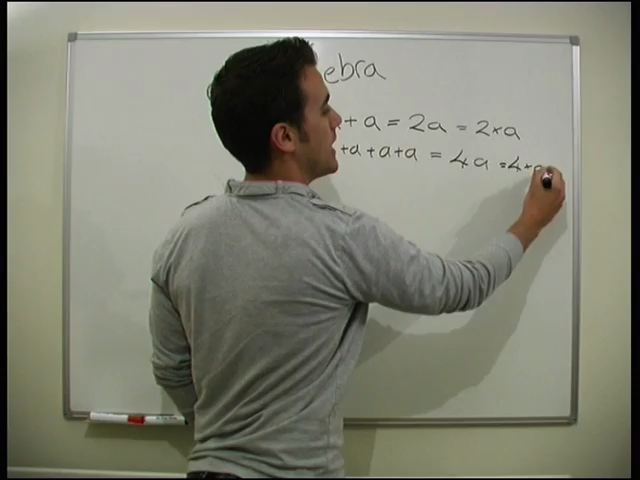 ebra
+ a = 2a = 2×a
+a + a+a = 4a =4×a